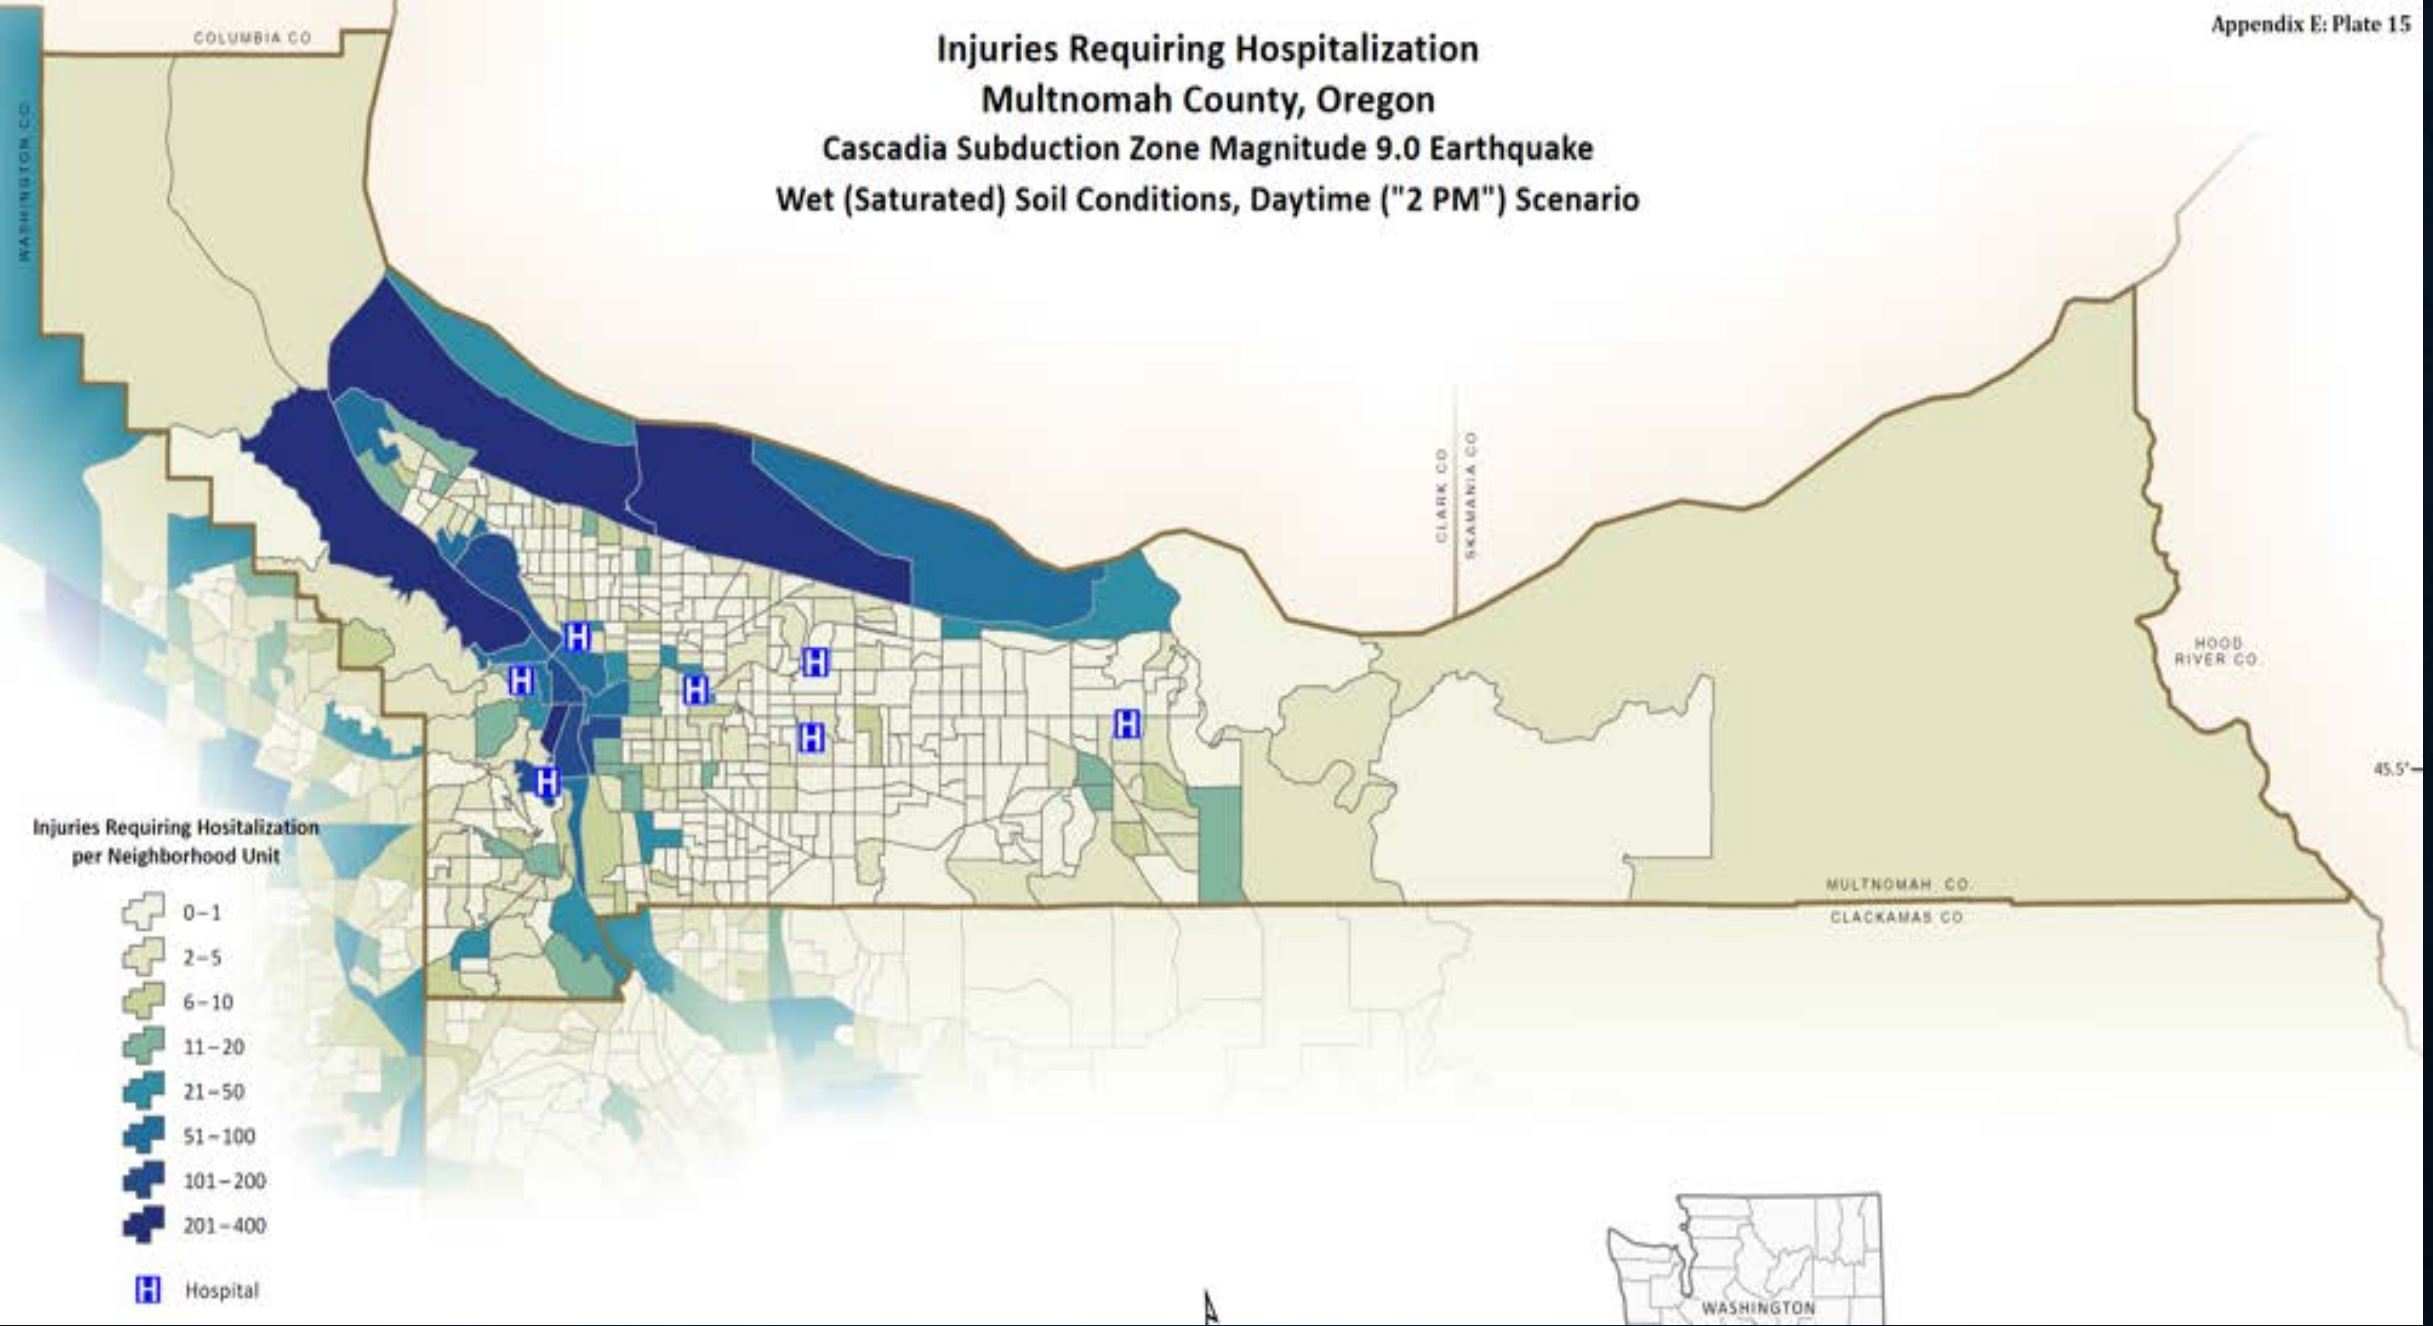 Appendix E: Plate 15
Injuries Requiring Hospitalization
Multnomah County, Oregon
Cascadia Subduction Zone Magnitude 9.0 Earthquake
Wet (Saturated) Soil Conditions, Daytime ("2 PM") Scenario
COLUMBIA CO
WASHINGTON CO
CLARK CO
SKAMANIA CO
HOOD
RIVER CO
H
H
H
H
H
H
H
45.5°
MULTNOMAH CO
CLACKAMAS CO
Injuries Requiring Hositalization
per Neighborhood Unit
0–1
2–5
6–10
11–20
21–50
51–100
101–200
201–400
H Hospital
WASHINGTON